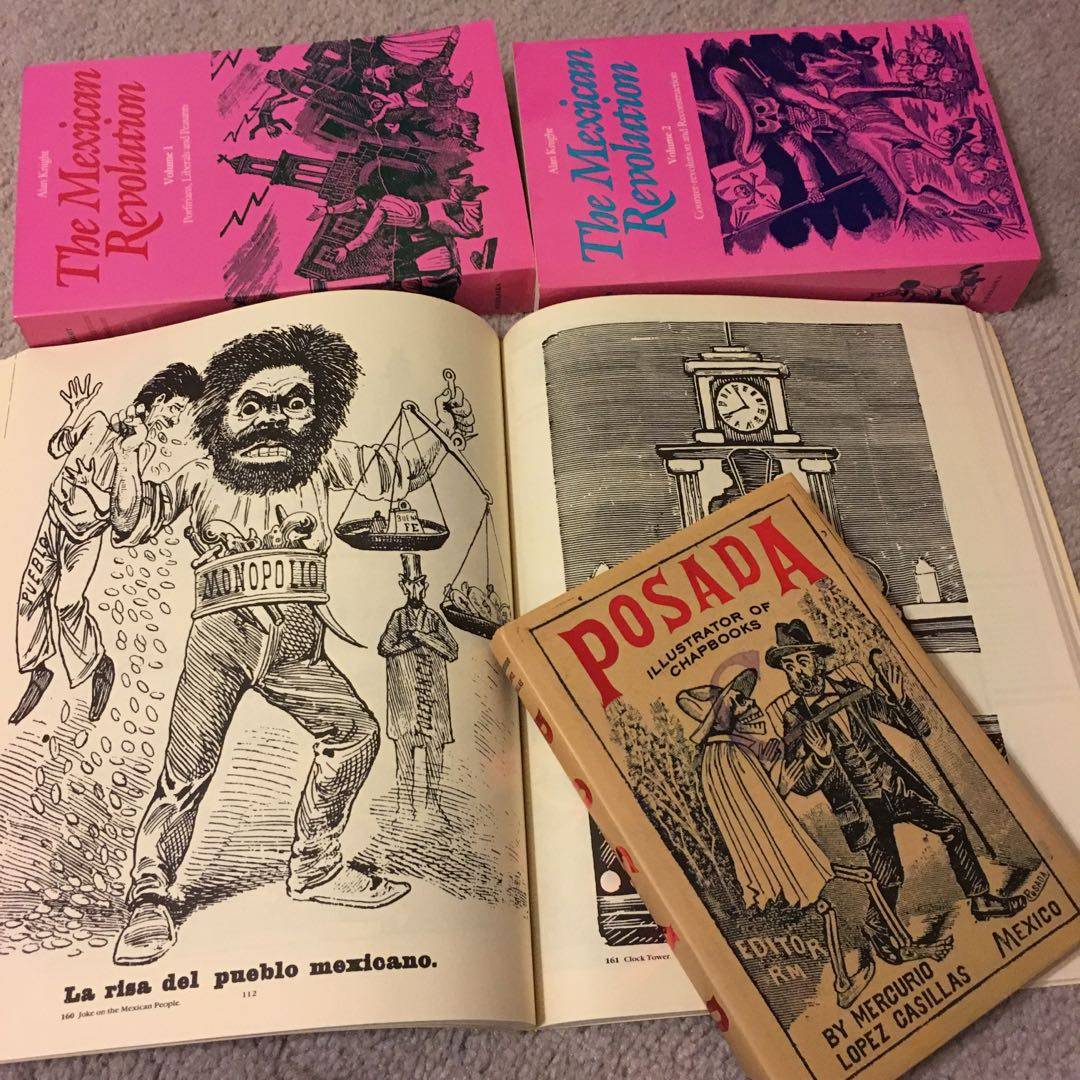 Alan Knight
The Mexican
Revolution
Volume 1
Porfirians, Liberals and Peasants
Alan Knight
The Mexican
Revolution
Volume 2
Counter-revolution and Reconstruction
PUEBLO
MONOPOLIO
BUENA
FE
La risa del pueblo mexicano.
160 Joke on the Mexican People.
112
161 Clock Tower.
POSADA
ILLUSTRATOR OF
CHAPBOOKS
POSADA
EDITOR
RM
MEXICO
BY MERCURIO
LOPEZ CASILLAS